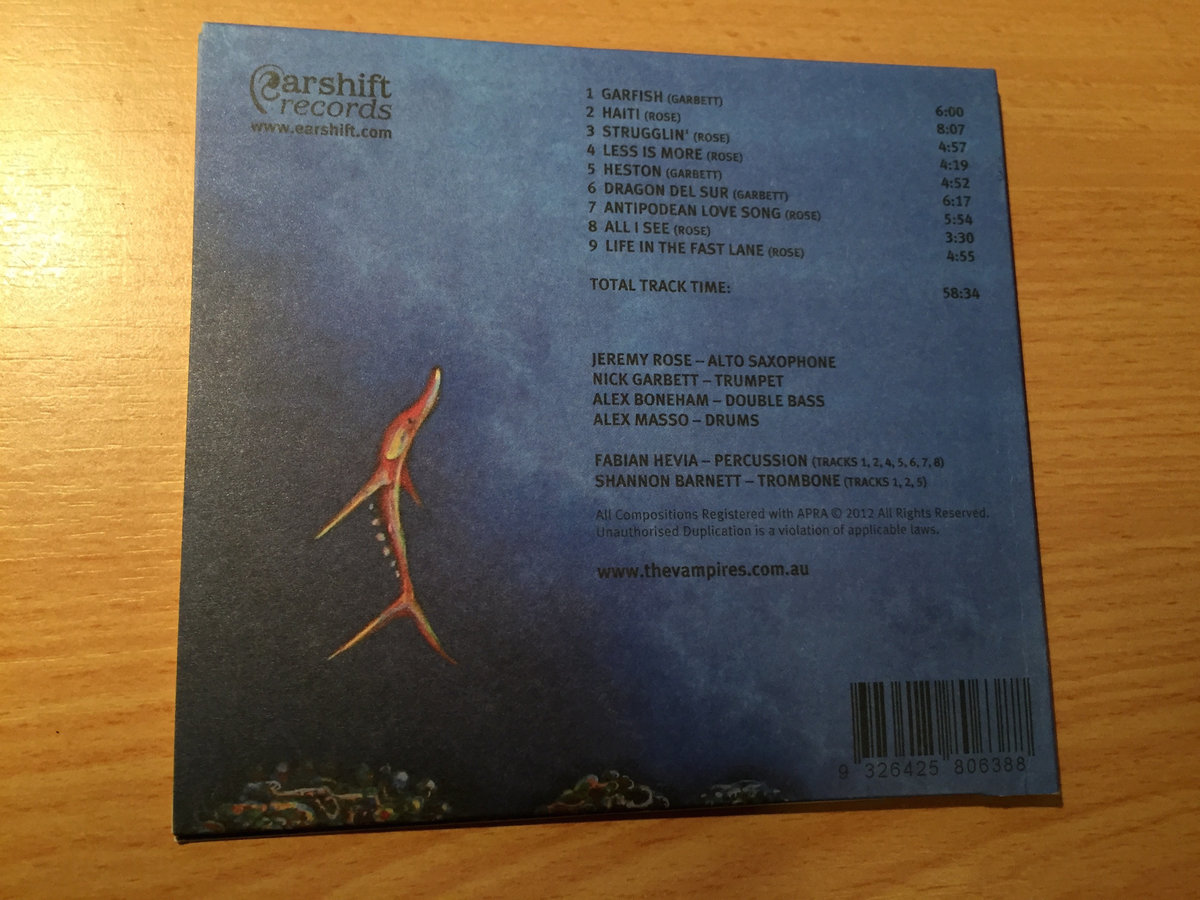 earshift
records
www.earshift.com
1 GARFISH (GARBETT) 6:00
2 HAITI (ROSE) 8:07
3 STRUGGLIN' (ROSE) 4:57
4 LESS IS MORE (ROSE) 4:19
5 HESTON (GARBETT) 4:52
6 DRAGON DEL SUR (GARBETT) 6:17
7 ANTIPODEAN LOVE SONG (ROSE) 5:54
8 ALL I SEE (ROSE) 3:30
9 LIFE IN THE FAST LANE (ROSE) 4:55
TOTAL TRACK TIME: 58:34
JEREMY ROSE – ALTO SAXOPHONE
NICK GARBETT – TRUMPET
ALEX BONEHAM – DOUBLE BASS
ALEX MASSO – DRUMS
FABIAN HEVIA – PERCUSSION (TRACKS 1, 2, 4, 5, 6, 7, 8)
SHANNON BARNETT – TROMBONE (TRACKS 1, 2, 5)
All Compositions Registered with APRA © 2012 All Rights Reserved.
Unauthorised Duplication is a violation of applicable laws.
www.thevampires.com.au
9 326425 806388